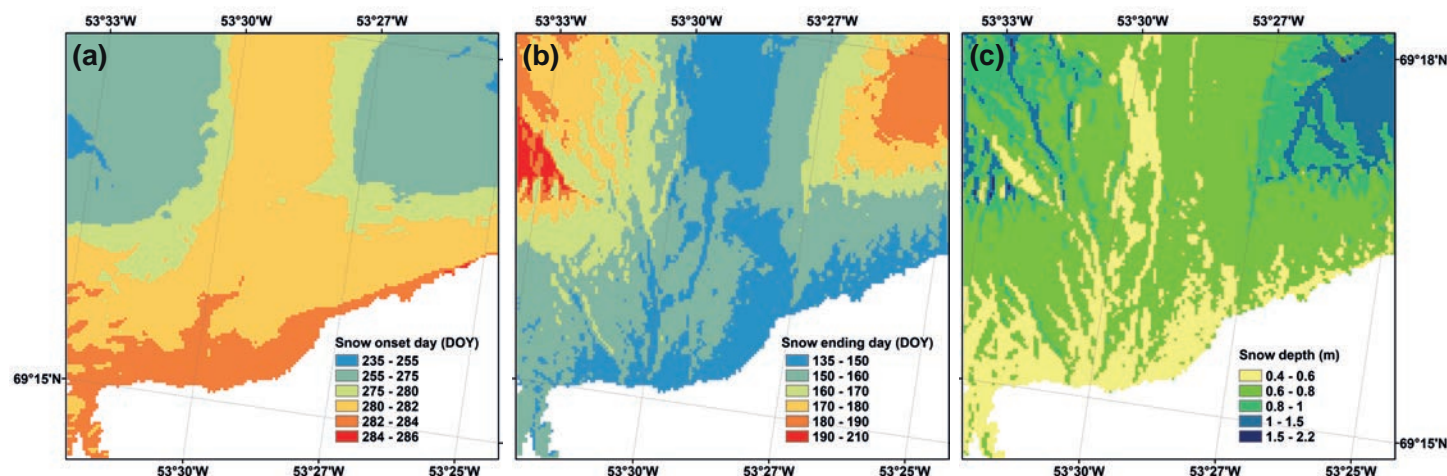 53°33'W 53°30'W 53°27'W 53°33'W 53°30'W 53°27'W 53°33'W 53°30'W 53°27'W
(a) (b) (c)
69°18'N
Snow onset day (DOY)
235 - 255
255 - 275
275 - 280
280 - 282
282 - 284
284 - 286
Snow ending day (DOY)
135 - 150
150 - 160
160 - 170
170 - 180
180 - 190
190 - 210
Snow depth (m)
0.4 - 0.6
0.6 - 0.8
0.8 - 1
1 - 1.5
1.5 - 2.2
69°15'N
69°15'N
53°30'W 53°27'W 53°25'W 53°30'W 53°27'W 53°25'W 53°30'W 53°27'W 53°25'W